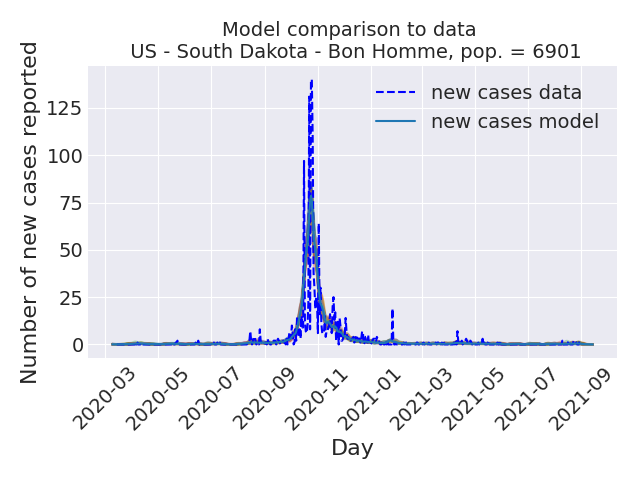 Model comparison to data
US - South Dakota - Bon Homme, pop. = 6901
Number of new cases reported
125
100
75
50
25
0
new cases data
new cases model
2020-03
2020-05
2020-07
2020-09
2020-11
2021-01
2021-03
2021-05
2021-07
2021-09
Day